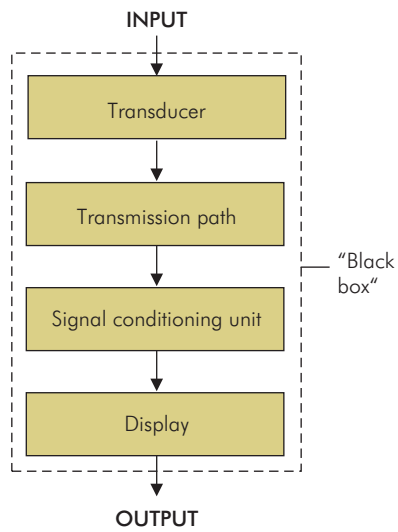 INPUT
Transducer
Transmission path
“Black
box“
Signal conditioning unit
Display
OUTPUT